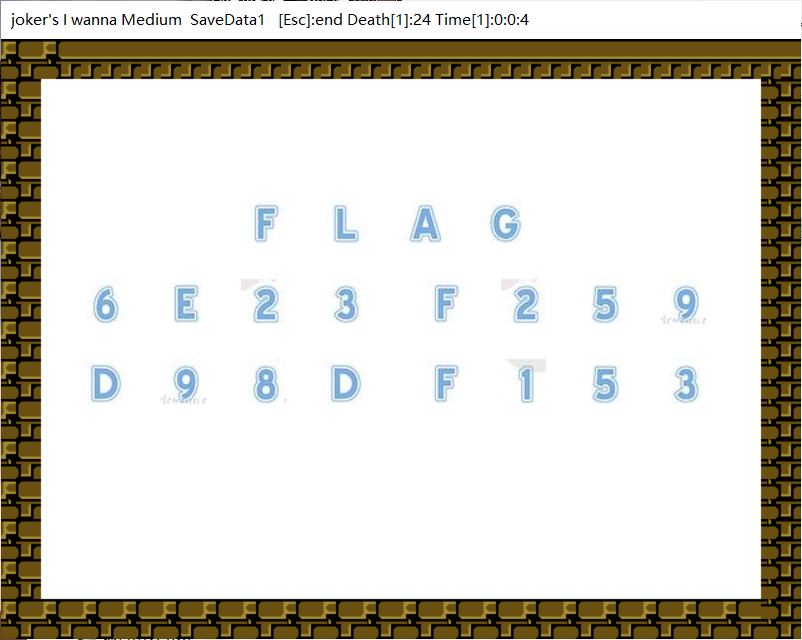 joker's I wanna Medium  SaveData1   [Esc]:end Death[1]:24 Time[1]:0:0:4
F L A G
6 E 2 3 F 2 5 9
D 9 8 D F 1 5 3